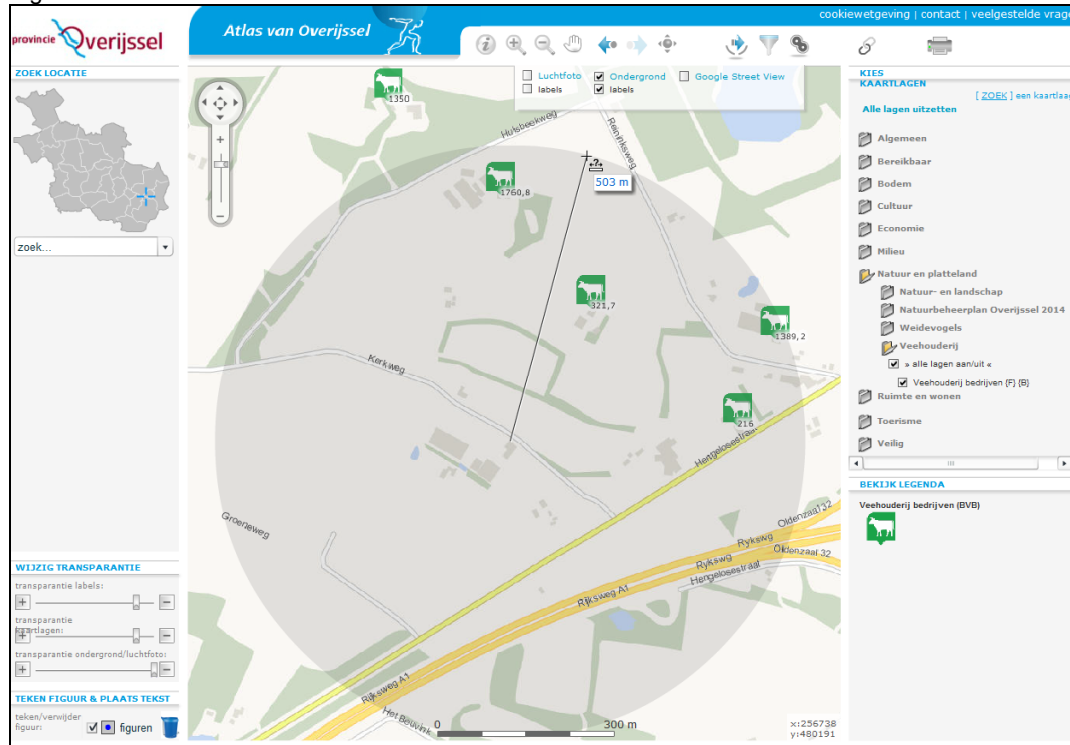 cookiewetgeving | contact | veelgestelde vrage
provincie Overijssel
Atlas van Overijssel
ZOEK LOCATIE
zoek...
WIJZIG TRANSPARANTIE
transparantie labels:
transparantie
kaartlagen:
transparantie ondergrond/luchtfoto:
TEKEN FIGUUR & PLAATS TEKST
teken/verwijder
figuur:
figuren
Luchtfoto
Ondergrond
Google Street View
labels
labels
1350
Hulsbeekweg
Reininksweg
503 m
1760,8
321,7
1389,2
Kerkweg
216
Hengelosestraat
Groeneweg
Oldenzaal 32
Rykswg
Oldenzaal 32
Rykswg
Hengelosestraat
Rijksweg A1
Rijksweg A1
Het Beuvink
0
300 m
x:256738
y:480191
KIES
KAARTLAGEN
[ ZOEK ] een kaartlaag
Alle lagen uitzetten
Algemeen
Bereikbaar
Bodem
Cultuur
Economie
Milieu
Natuur en platteland
Natuur- en landschap
Natuurbeheerplan Overijssel 2014
Weidevogels
Veehouderij
» alle lagen aan/uit «
Veehouderij bedrijven {F} {B}
Ruimte en wonen
Toerisme
Veilig
BEKIJK LEGENDA
Veehouderij bedrijven (BVB)